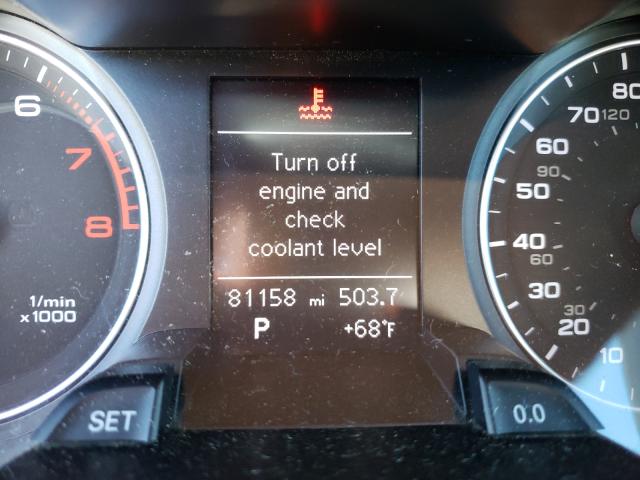 6
7
8
1/min
x 1000
SET
Turn off
engine and
check
coolant level
81158 mi 503.7
P +68°F
80
70 120
60
90
50
40
60
30
30
20
10
0.0